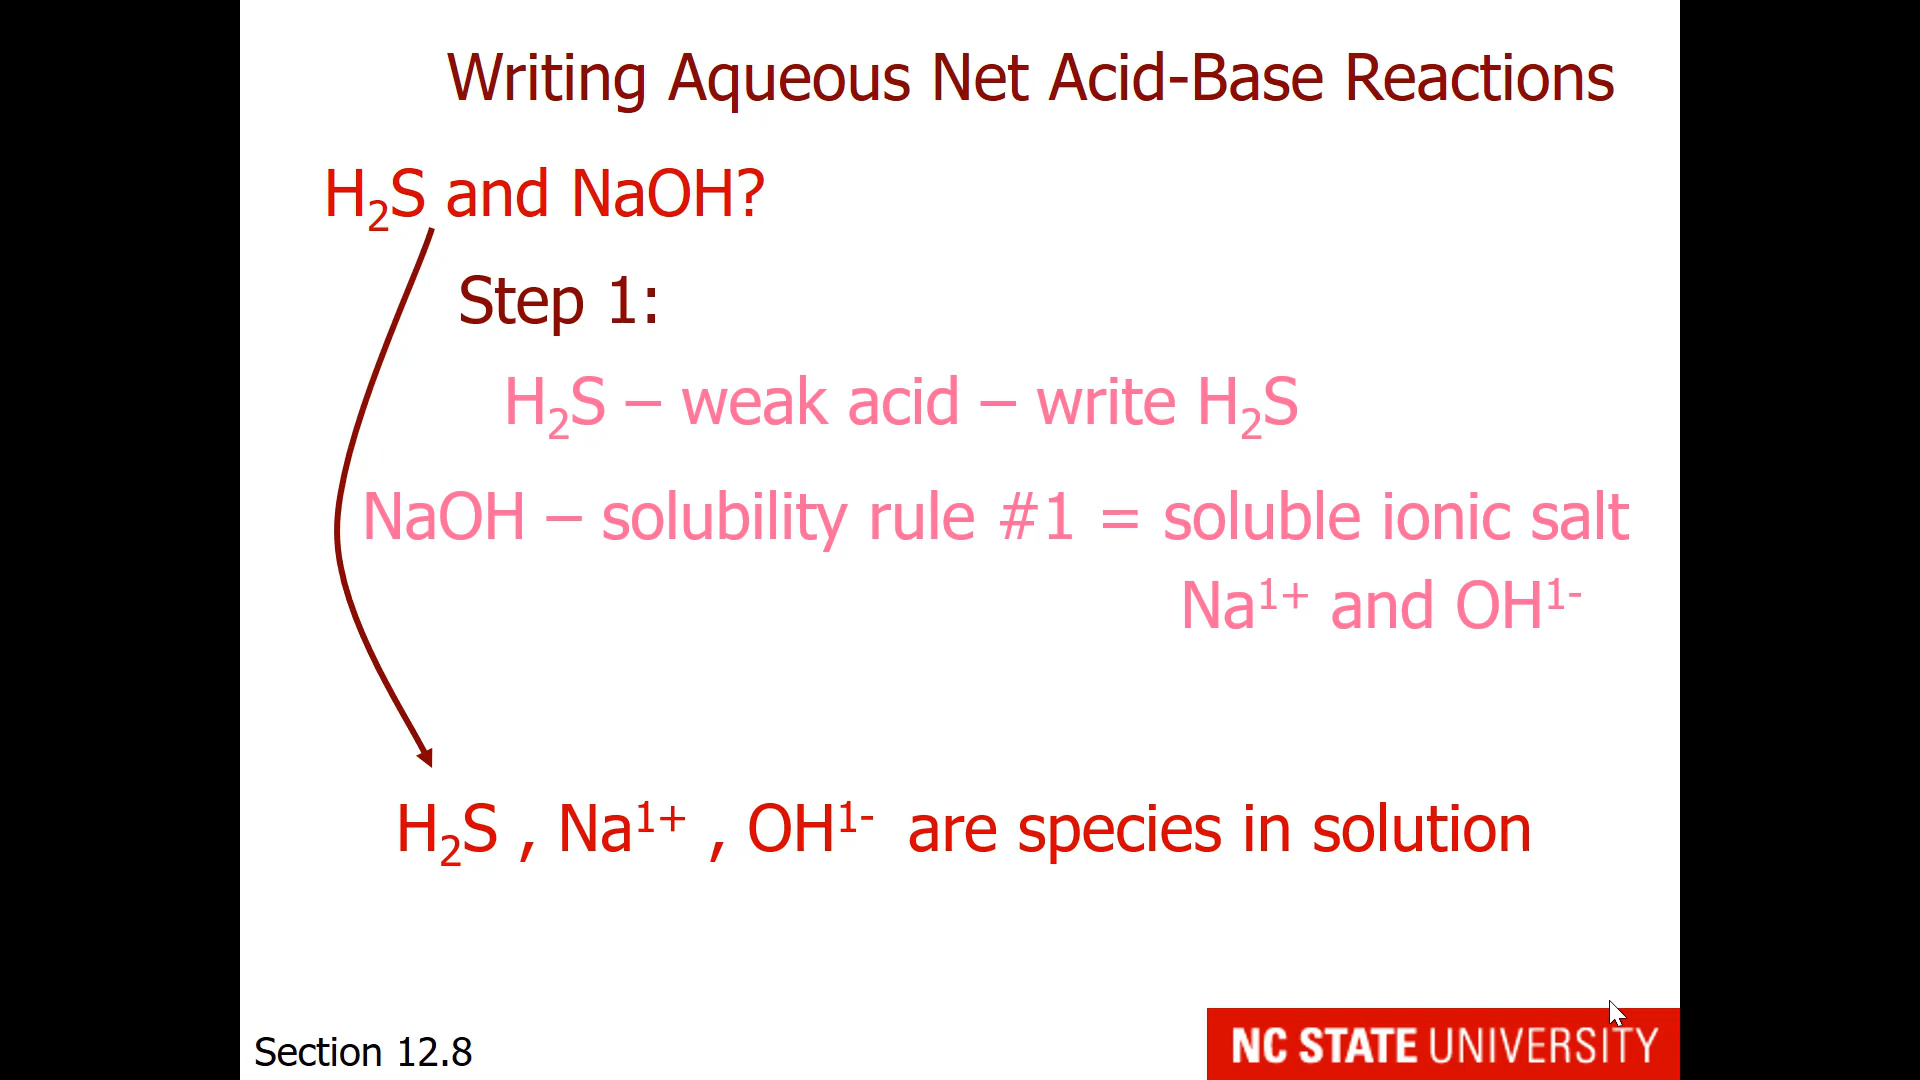 Writing Aqueous Net Acid-Base Reactions
H₂S and NaOH?
Step 1:
H₂S – weak acid – write H₂S
NaOH – solubility rule #1 = soluble ionic salt
Na¹⁺ and OH¹⁻
H₂S , Na¹⁺ , OH¹⁻ are species in solution
Section 12.8
NC STATE UNIVERSITY